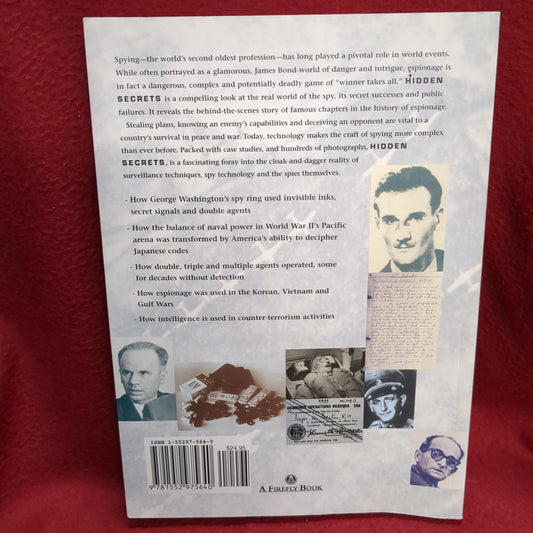 Spying—the world's second oldest profession—has long played a pivotal role in world events.
While often portrayed as a glamorous, James Bond-world of danger and intrigue, espionage is
in fact a dangerous, complex and potentially deadly game of "winner takes all." HIDDEN
SECRETS is a compelling look at the real world of the spy, its secret successes and public
failures. It reveals the behind-the-scenes story of famous chapters in the history of espionage.
Stealing plans, knowing an enemy's capabilities and deceiving an opponent are vital to a
country's survival in peace and war. Today, technology makes the craft of spying more complex
than ever before. Packed with case studies, and hundreds of photographs, HIDDEN
SECRETS, is a fascinating foray into the cloak-and-dagger reality of
surveillance techniques, spy technology and the spies themselves.
- How George Washington's spy ring used invisible inks,
secret signals and double agents
- How the balance of naval power in World War II's Pacific
arena was transformed by America's ability to decipher
Japanese codes
- How double, triple and multiple agents operated, some
for decades without detection
- How espionage was used in the Korean, Vietnam and
Gulf Wars
- How intelligence is used in counter-terrorism activities
ISBN 1-55297-564-9
$24.95
9 781552 975640
A FIREFLY BOOK